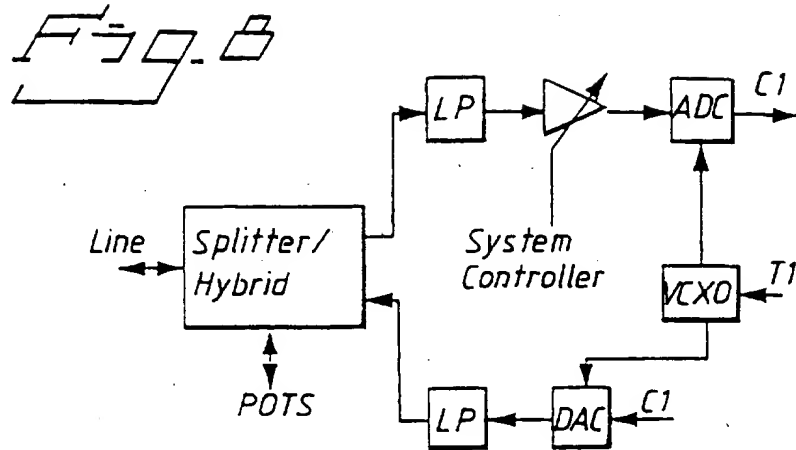 Fig. 8
LP
ADC
C1
Line
Splitter/
Hybrid
System
Controller
VCXO
T1
POTS
LP
DAC
C1